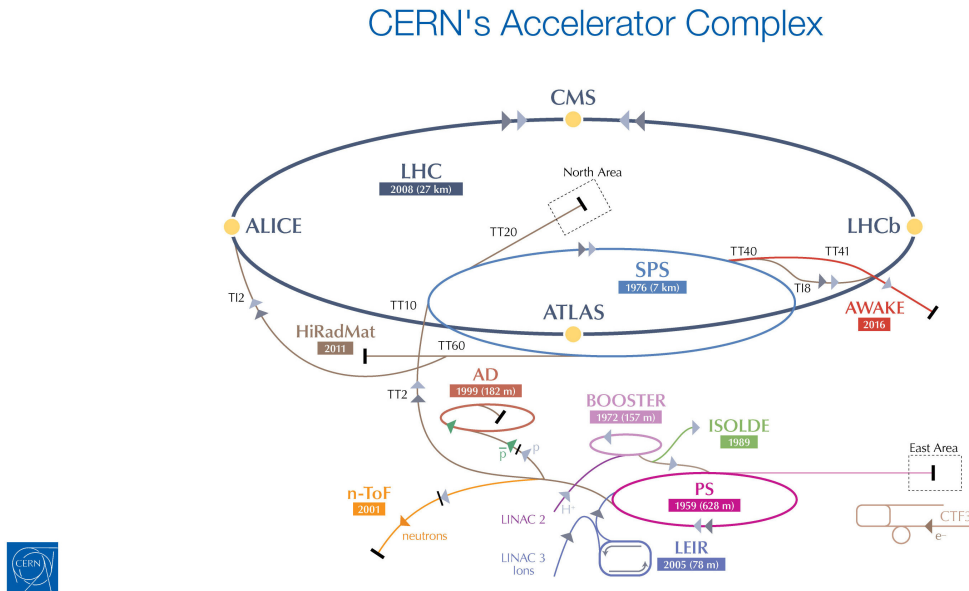 CERN's Accelerator Complex
CMS
LHC
2008 (27 km)
North Area
ALICE
LHCb
TT20
TT40
TT41
SPS
1976 (7 km)
TI8
TI2
TT10
ATLAS
AWAKE
2016
HiRadMat
2011
TT60
AD
1999 (182 m)
TT2
BOOSTER
1972 (157 m)
ISOLDE
1989
p
p
East Area
n-ToF
2001
PS
1959 (628 m)
H⁻
LINAC 2
CTF3
neutrons
e⁻
LINAC 3
Ions
LEIR
2005 (78 m)
CERN